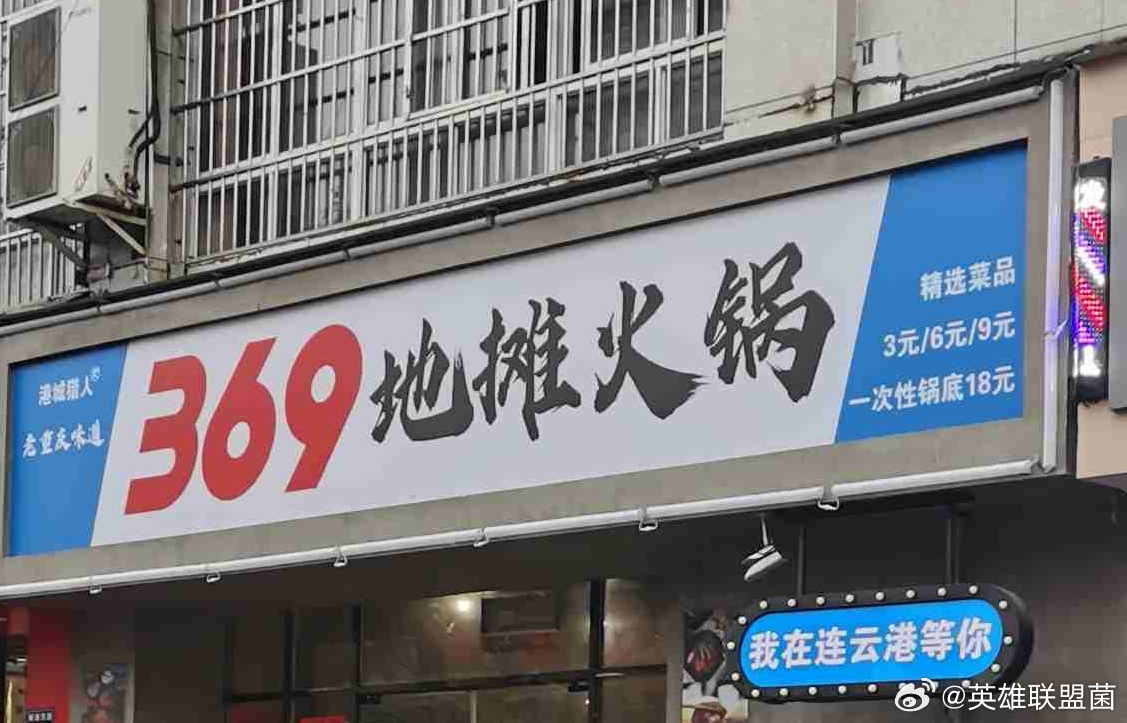 港城猎人
老重庆味道
369地摊火锅
精选菜品
3元/6元/9元
一次性锅底18元
我在连云港等你
@英雄联盟菌